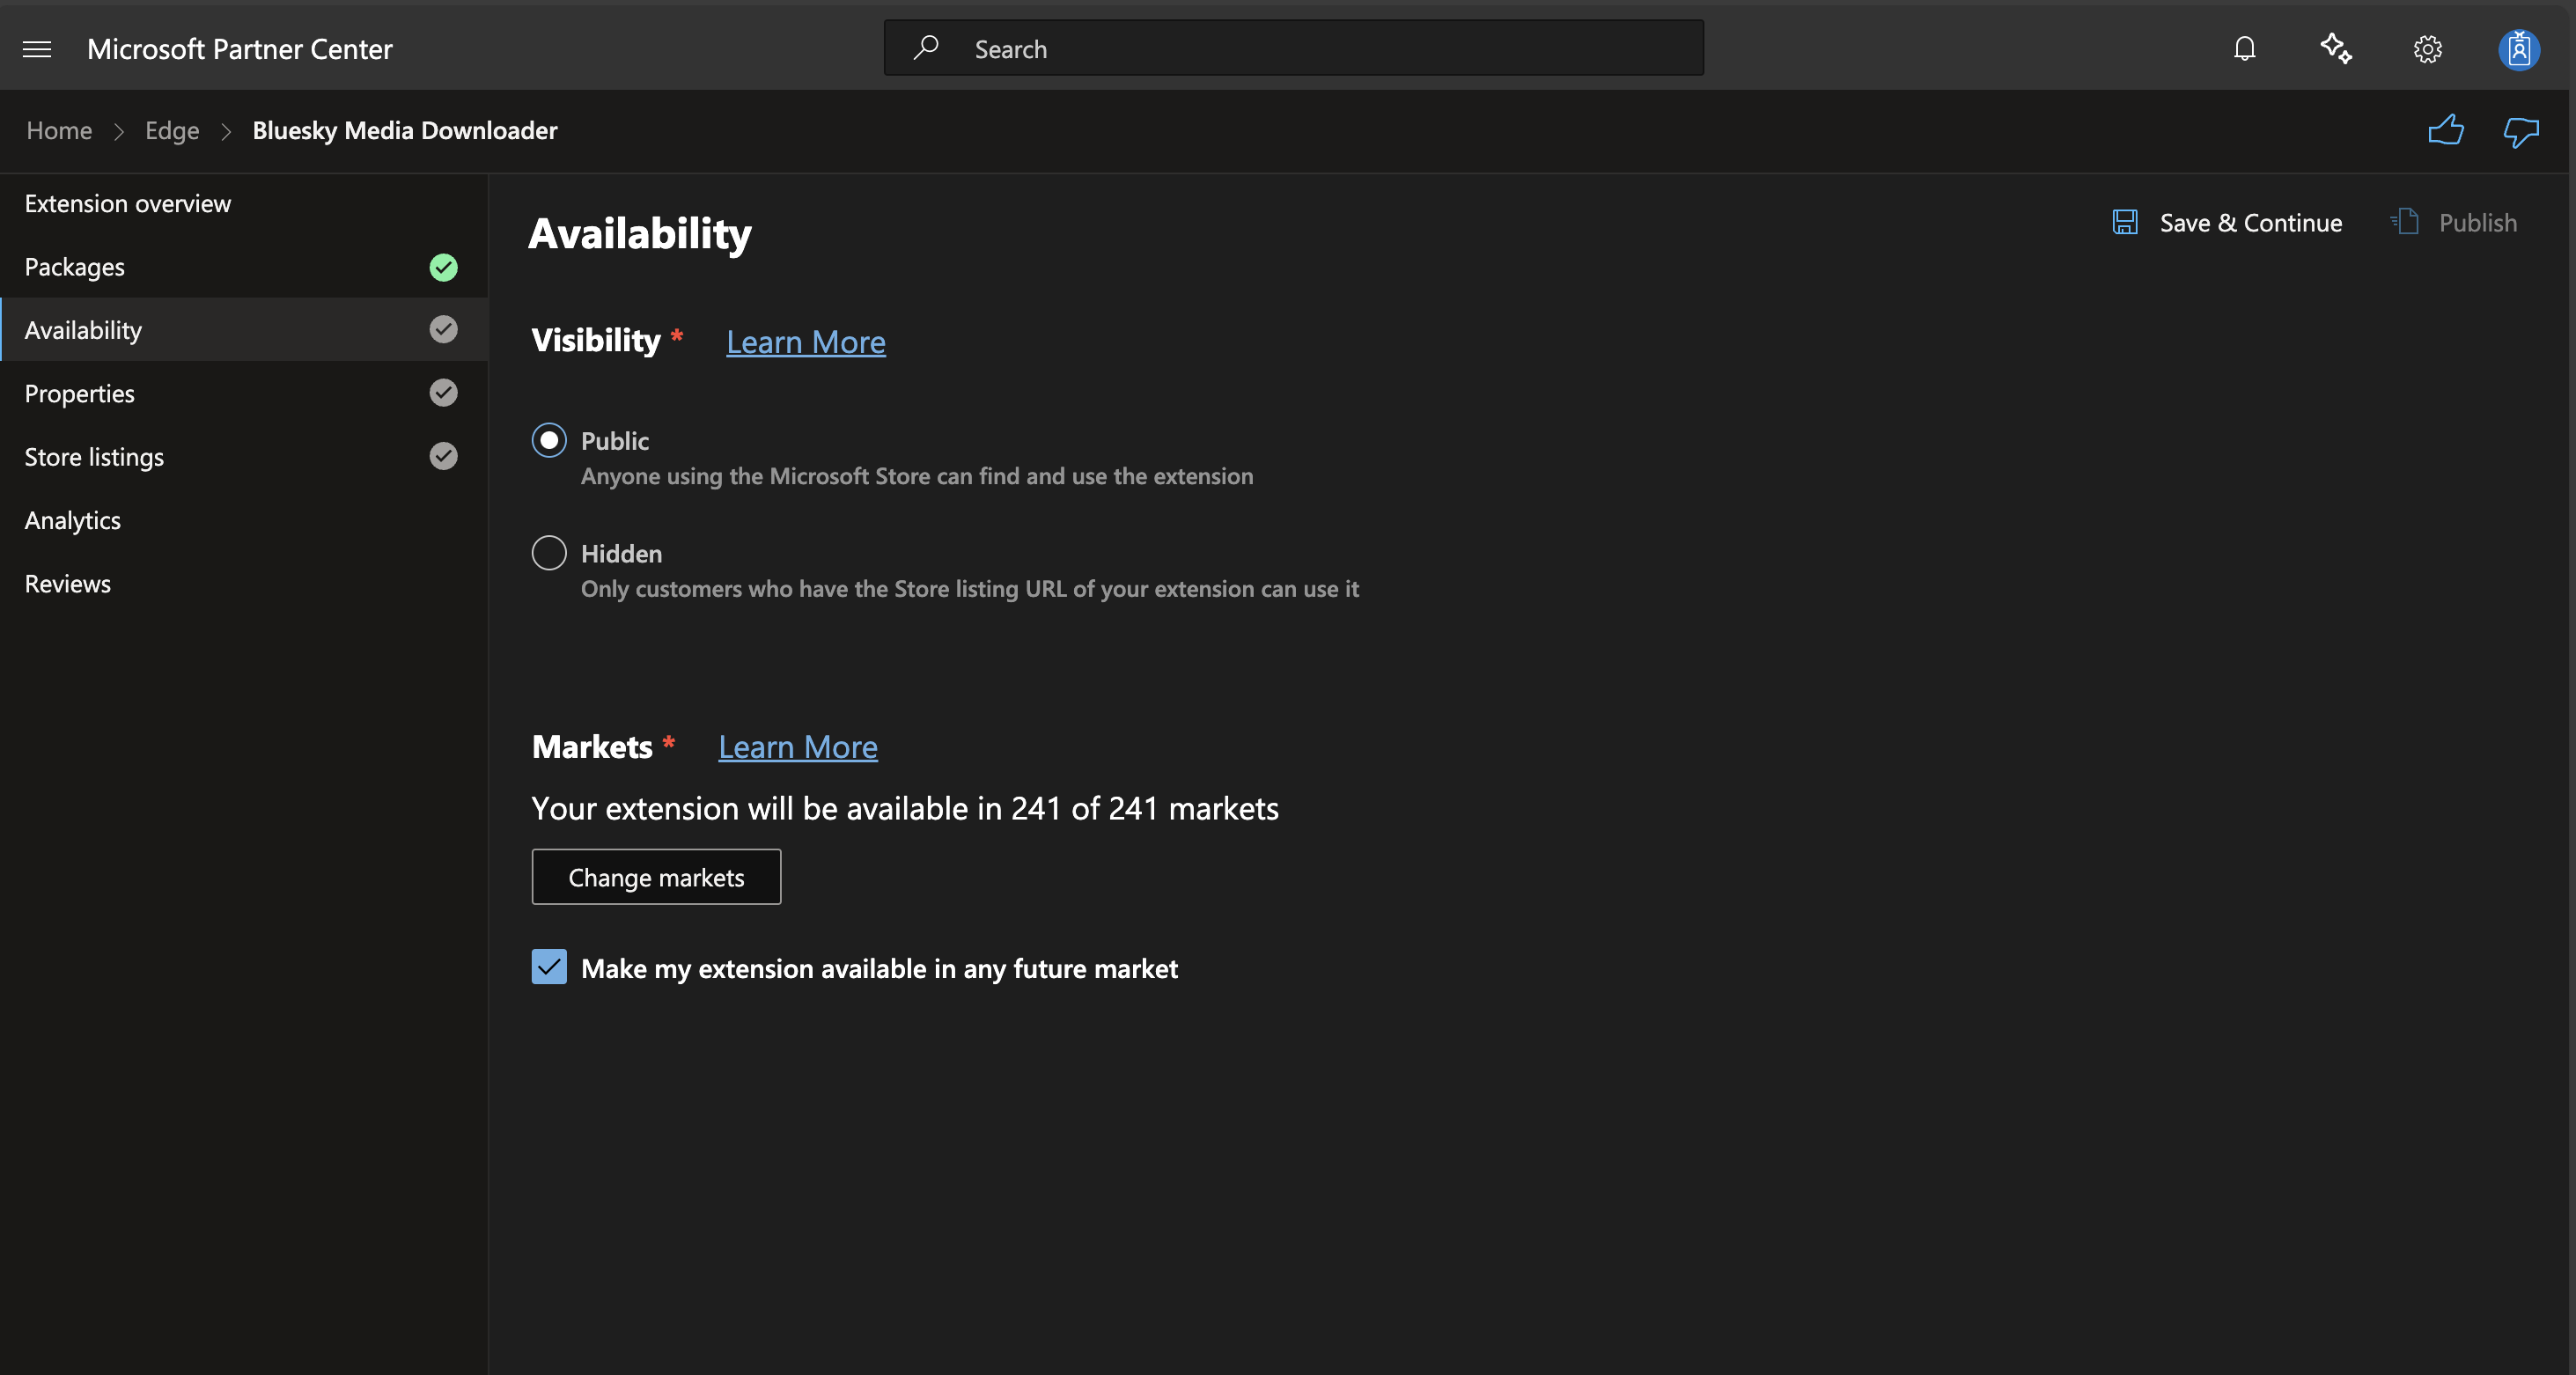 Microsoft Partner Center
Search
Home > Edge > Bluesky Media Downloader
Extension overview
Packages
Availability
Properties
Store listings
Analytics
Reviews
Availability
Save & Continue
Publish
Visibility * Learn More
Public
Anyone using the Microsoft Store can find and use the extension
Hidden
Only customers who have the Store listing URL of your extension can use it
Markets * Learn More
Your extension will be available in 241 of 241 markets
Change markets
Make my extension available in any future market